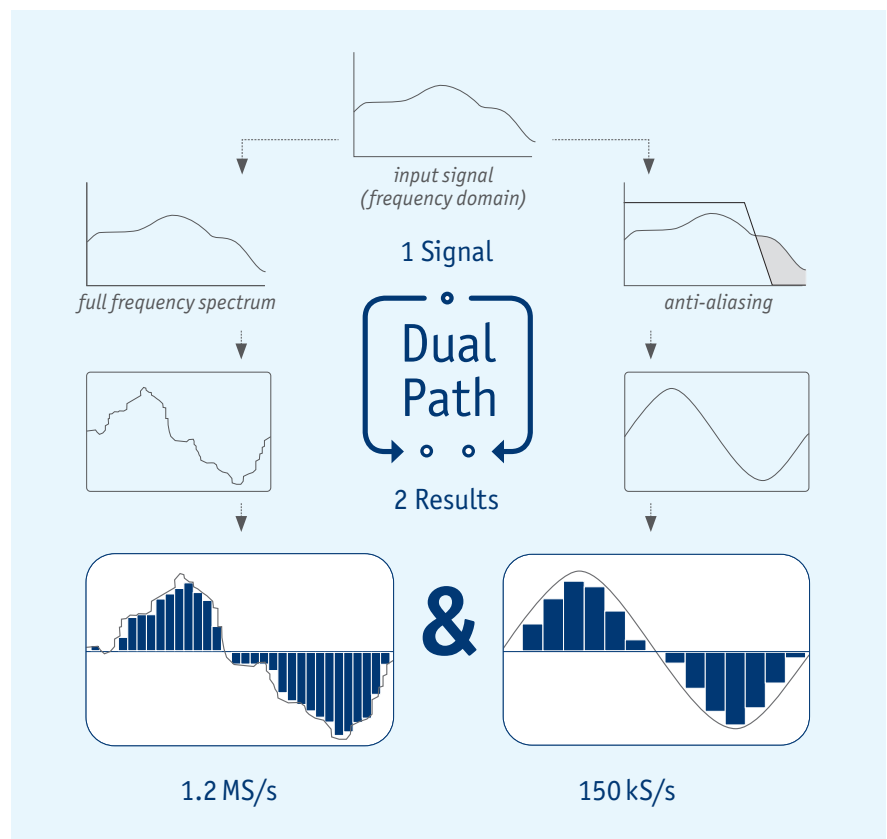 input signal
(frequency domain)
1 Signal
full frequency spectrum
anti-aliasing
Dual
Path
2 Results
&
1.2 MS/s
150 kS/s